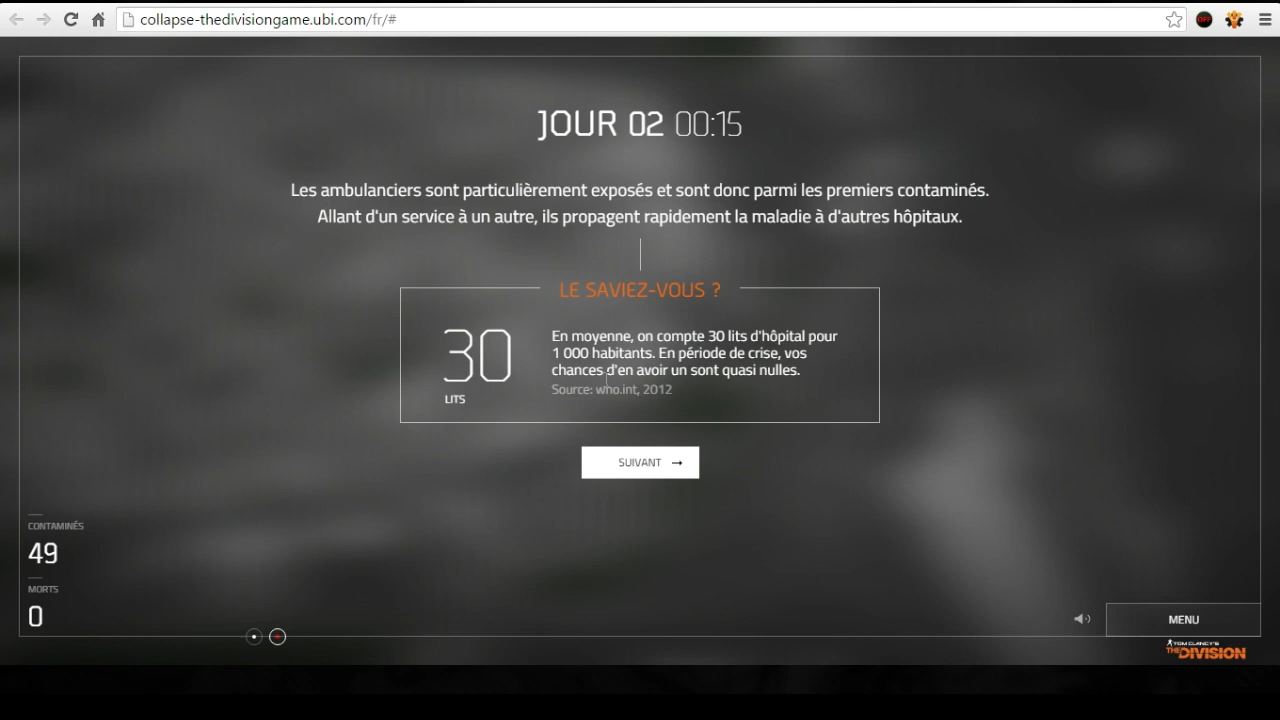 collapse-thedivisiongame.ubi.com/fr/#
OFF
JOUR 02 00:15
Les ambulanciers sont particulièrement exposés et sont donc parmi les premiers contaminés.
Allant d'un service à un autre, ils propagent rapidement la maladie à d'autres hôpitaux.
LE SAVIEZ-VOUS ?
30
LITS
En moyenne, on compte 30 lits d'hôpital pour
1 000 habitants. En période de crise, vos
chances d'en avoir un sont quasi nulles.
Source: who.int, 2012
SUIVANT →
CONTAMINÉS
49
MORTS
0
MENU
TOM CLANCY'S
THE DIVISION